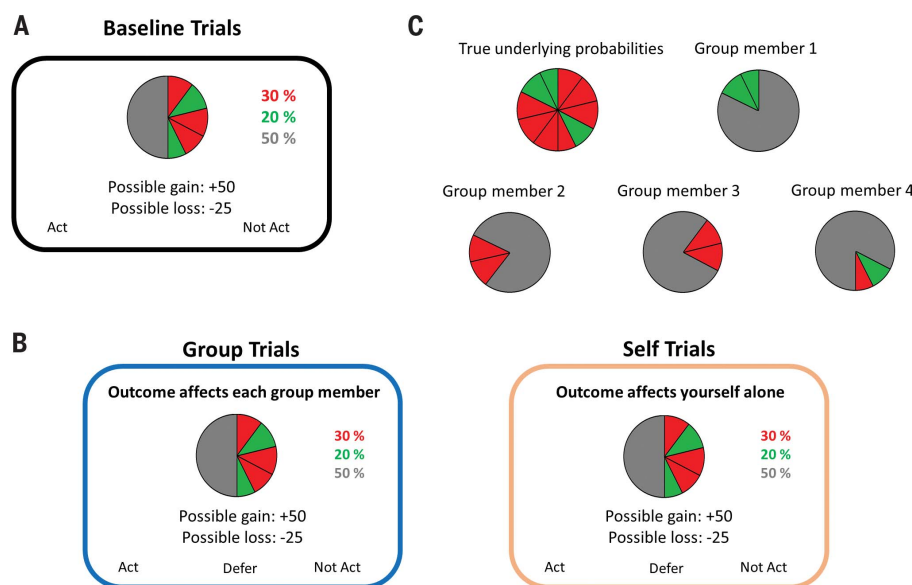 A
Baseline Trials
30 %
20 %
50 %
Possible gain: +50
Possible loss: -25
Act Not Act
C
True underlying probabilities
Group member 1
Group member 2
Group member 3
Group member 4
B
Group Trials
Outcome affects each group member
30 %
20 %
50 %
Possible gain: +50
Possible loss: -25
Act Defer Not Act
Self Trials
Outcome affects yourself alone
30 %
20 %
50 %
Possible gain: +50
Possible loss: -25
Act Defer Not Act